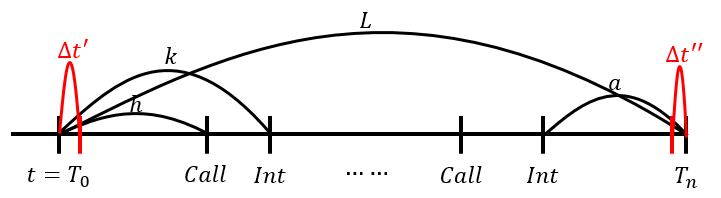 L
Δt′
k
Δt′′
a
h
t = T₀ Call Int ⋯⋯ Call Int Tₙ